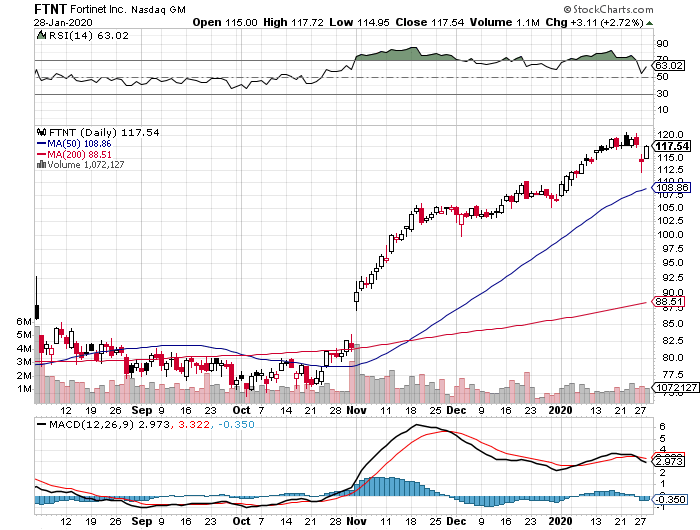 FTNT Fortinet Inc. Nasdaq GM © StockCharts.com
28-Jan-2020 Open 115.00 High 117.72 Low 114.95 Close 117.54 Volume 1.1M Chg +3.11 (+2.72%)
RSI(14) 63.02
90
70
63.02
50
30
10
FTNT (Daily) 117.54
MA(50) 108.86
MA(200) 88.51
Volume 1,072,127
120.0
117.54
115.0
112.5
110.0
108.86
107.5
105.0
102.5
100.0
97.5
95.0
92.5
90.0
88.51
87.5
85.0
82.5
80.0
77.5
75.0
1072127
6M
5M
4M
3M
2M
1M
12 19 26 Sep 9 16 23 Oct 7 14 21 28 Nov 11 18 25 Dec 9 16 23 2020 13 21 27
MACD(12,26,9) 2.973, 3.322, -0.350
6
5
4
2.973
2
1
-0.350
-1
12 19 26 Sep 9 16 23 Oct 7 14 21 28 Nov 11 18 25 Dec 9 16 23 2020 13 21 27